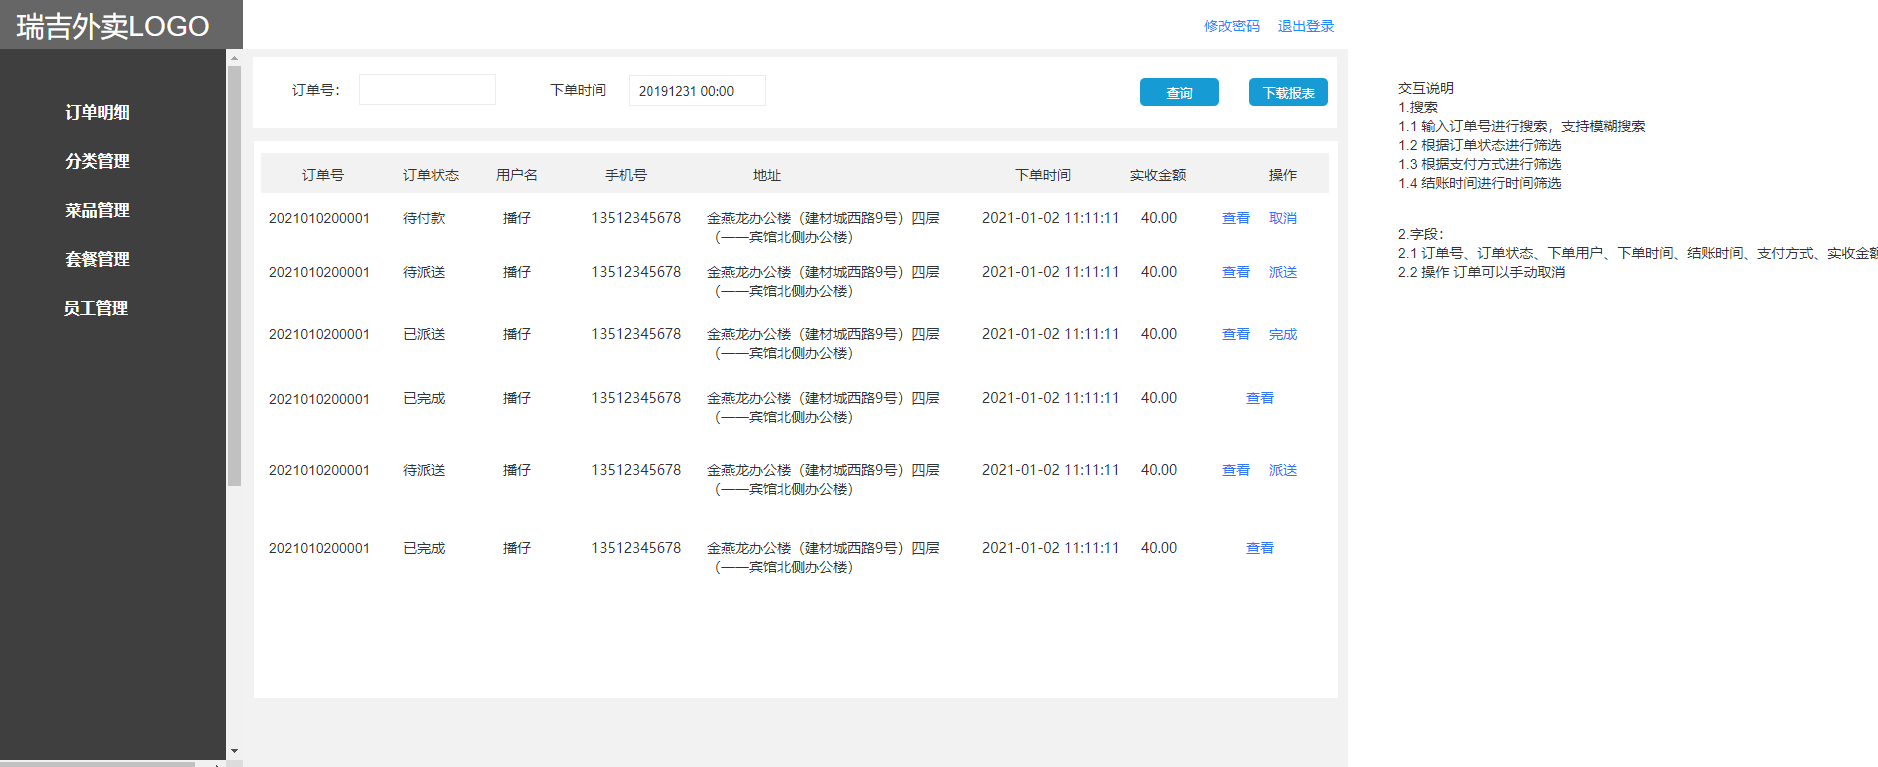 瑞吉外卖LOGO
修改密码 退出登录
订单明细
分类管理
菜品管理
套餐管理
员工管理
订单号： 下单时间 20191231 00:00 查询 下载报表
订单号 订单状态 用户名 手机号 地址 下单时间 实收金额 操作
2021010200001 待付款 播仔 13512345678 金燕龙办公楼（建材城西路9号）四层 2021-01-02 11:11:11 40.00 查看 取消
（——宾馆北侧办公楼）
2021010200001 待派送 播仔 13512345678 金燕龙办公楼（建材城西路9号）四层 2021-01-02 11:11:11 40.00 查看 派送
（——宾馆北侧办公楼）
2021010200001 已派送 播仔 13512345678 金燕龙办公楼（建材城西路9号）四层 2021-01-02 11:11:11 40.00 查看 完成
（——宾馆北侧办公楼）
2021010200001 已完成 播仔 13512345678 金燕龙办公楼（建材城西路9号）四层 2021-01-02 11:11:11 40.00 查看
（——宾馆北侧办公楼）
2021010200001 待派送 播仔 13512345678 金燕龙办公楼（建材城西路9号）四层 2021-01-02 11:11:11 40.00 查看 派送
（——宾馆北侧办公楼）
2021010200001 已完成 播仔 13512345678 金燕龙办公楼（建材城西路9号）四层 2021-01-02 11:11:11 40.00 查看
（——宾馆北侧办公楼）
交互说明
1.搜索
1.1 输入订单号进行搜索，支持模糊搜索
1.2 根据订单状态进行筛选
1.3 根据支付方式进行筛选
1.4 结账时间进行时间筛选
2.字段：
2.1 订单号、订单状态、下单用户、下单时间、结账时间、支付方式、实收金额
2.2 操作 订单可以手动取消